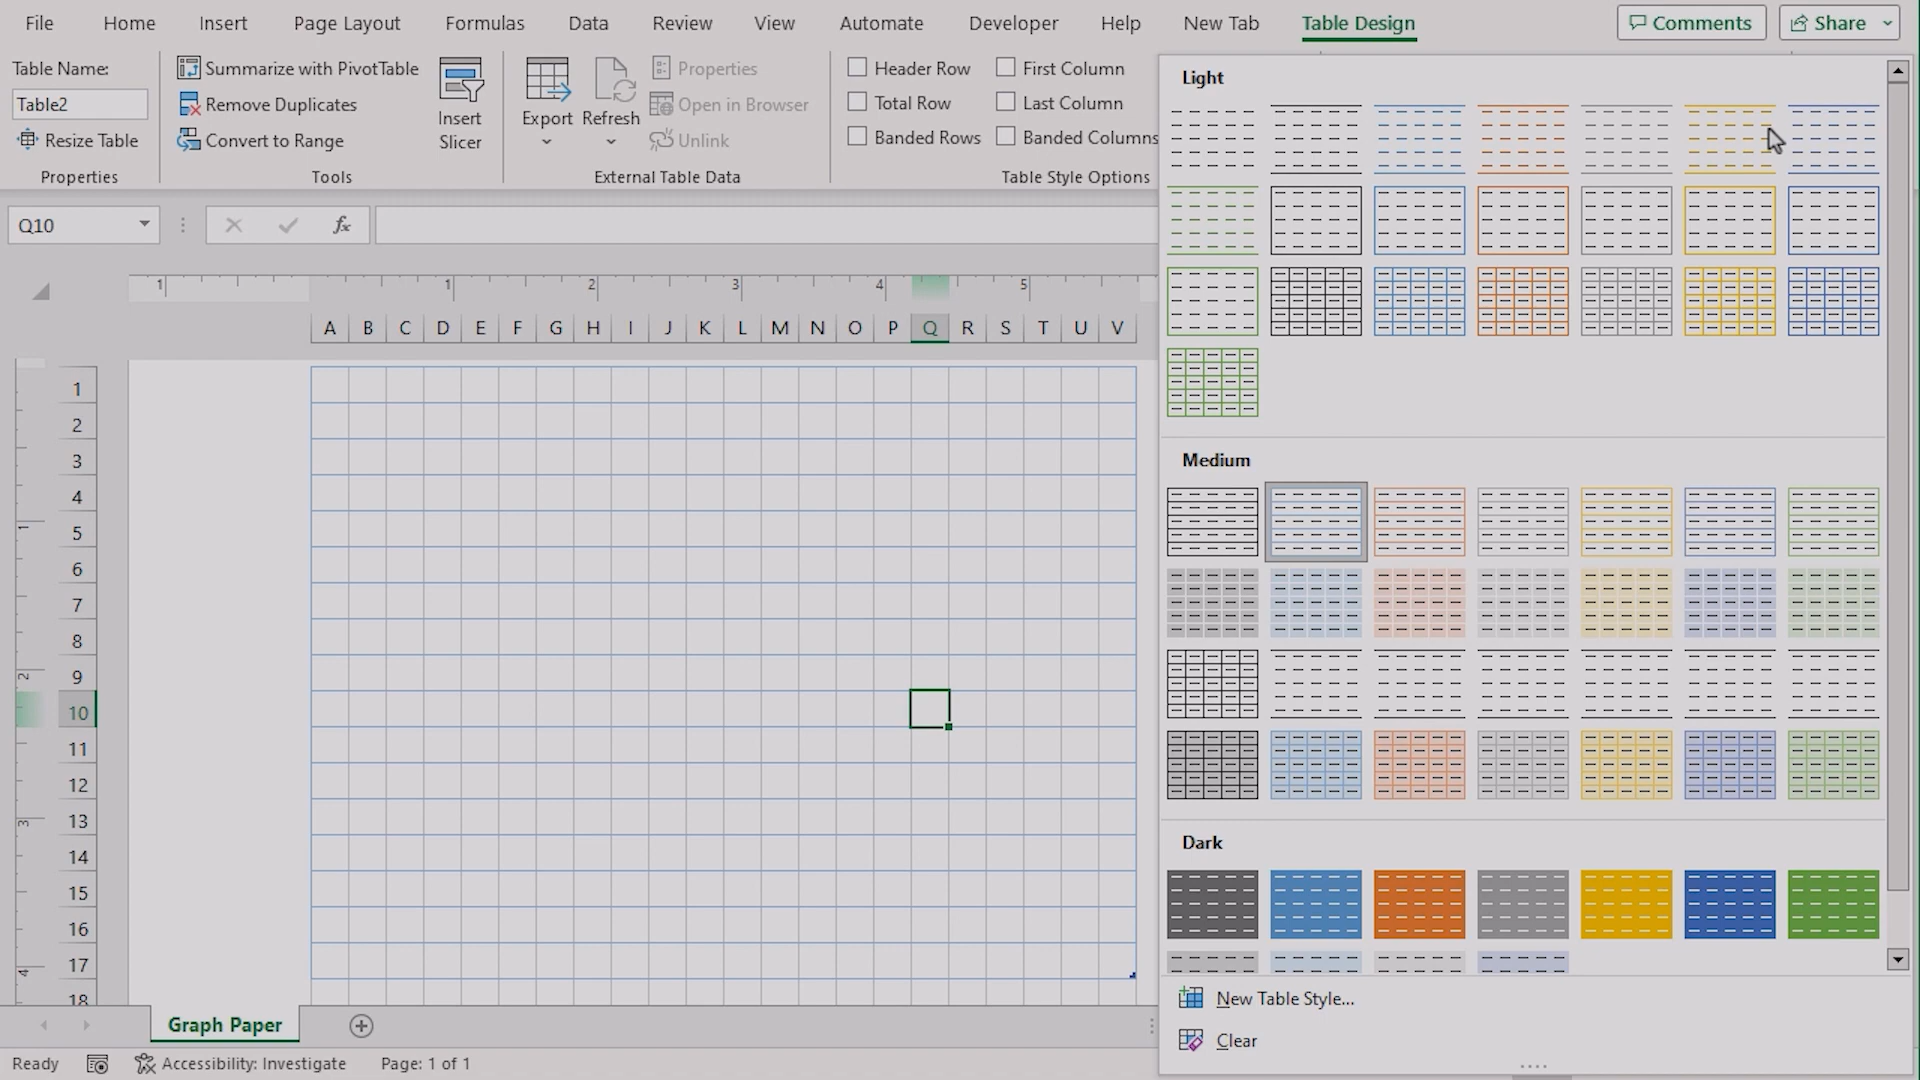 File Home Insert Page Layout Formulas Data Review View Automate Developer Help New Tab Table Design Comments Share
Table Name:
Table2
Resize Table
Properties
Summarize with PivotTable
Remove Duplicates
Convert to Range
Tools
Insert
Slicer
Export
Refresh
Properties
Open in Browser
Unlink
External Table Data
Header Row
First Column
Total Row
Last Column
Banded Rows
Banded Columns
Table Style Options
Q10
fx
1 1 2 3 4 5
A B C D E F G H I J K L M N O P Q R S T U V
1
2
3
4
5
6
7
8
9
10
11
12
13
14
15
16
17
18
1
2
3
4
Light
Medium
Dark
New Table Style...
Clear
Graph Paper
Ready
Accessibility: Investigate
Page: 1 of 1